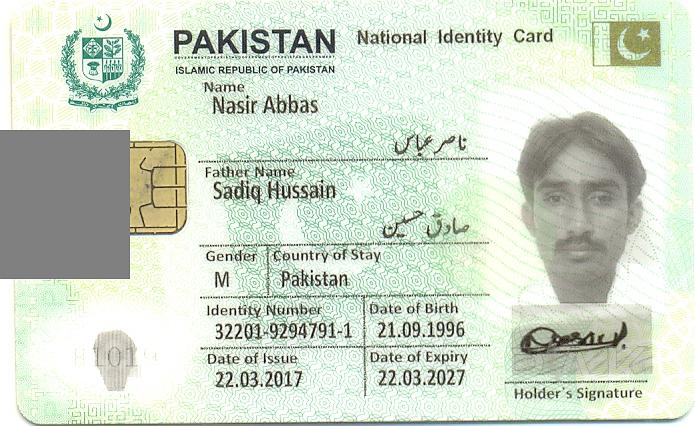 PAKISTAN National Identity Card
ISLAMIC REPUBLIC OF PAKISTAN
Name
Nasir Abbas
ناصر عباس
Father Name
Sadiq Hussain
صادق حسین
Gender Country of Stay
M Pakistan
Identity Number Date of Birth
32201-9294791-1 21.09.1996
Date of Issue Date of Expiry
22.03.2017 22.03.2027
Holder's Signature